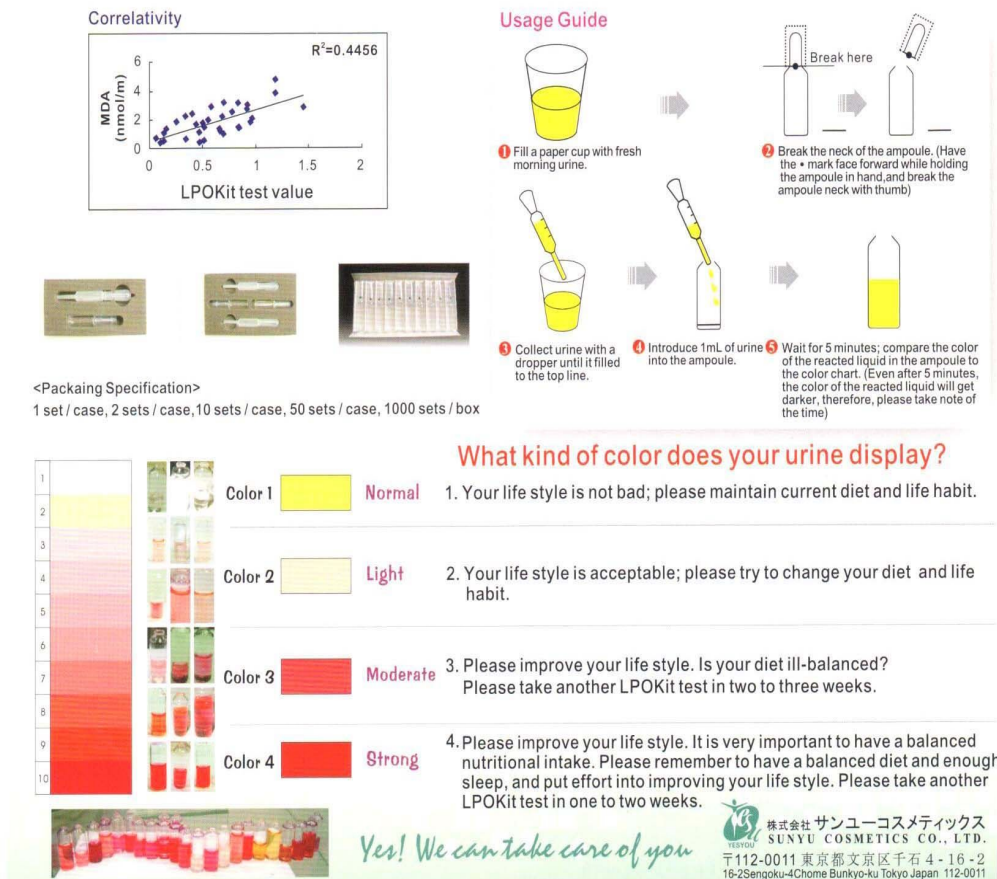 Correlativity
R²=0.4456
MDA
(nmol/m)
6
4
2
0
0
0.5
1
1.5
2
LPOKit test value
Usage Guide
1 Fill a paper cup with fresh
morning urine.
Break here
2 Break the neck of the ampoule. (Have
the • mark face forward while holding
the ampoule in hand,and break the
ampoule neck with thumb)
3 Collect urine with a
dropper until it filled
to the top line.
4 Introduce 1mL of urine
into the ampoule.
5 Wait for 5 minutes; compare the color
of the reacted liquid in the ampoule to
the color chart. (Even after 5 minutes,
the color of the reacted liquid will get
darker, therefore, please take note of
the time)
<Packaing Specification>
1 set / case, 2 sets / case,10 sets / case, 50 sets / case, 1000 sets / box
What kind of color does your urine display?
1
2
3
4
5
6
7
8
9
10
Color 1
Normal
1. Your life style is not bad; please maintain current diet and life habit.
Color 2
Light
2. Your life style is acceptable; please try to change your diet and life
habit.
Color 3
Moderate
3. Please improve your life style. Is your diet ill-balanced?
Please take another LPOKit test in two to three weeks.
Color 4
Strong
4. Please improve your life style. It is very important to have a balanced
nutritional intake. Please remember to have a balanced diet and enough
sleep, and put effort into improving your life style. Please take another
LPOKit test in one to two weeks.
Yes! We can take care of you
yes
YESYOU
株式会社 サンユーコスメティックス
SUNYU COSMETICS CO., LTD.
〒112-0011 東京都文京区千石 4 - 16 - 2
16-2Sengoku-4Chome Bunkyo-ku Tokyo Japan 112-0011